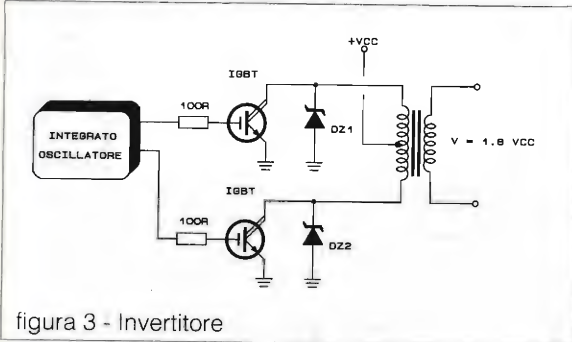 +VCC
IGBT
100R
DZ1
INTEGRATO
OSCILLATORE
V = 1.8 VCC
IGBT
100R
DZ2
figura 3 - Invertitore